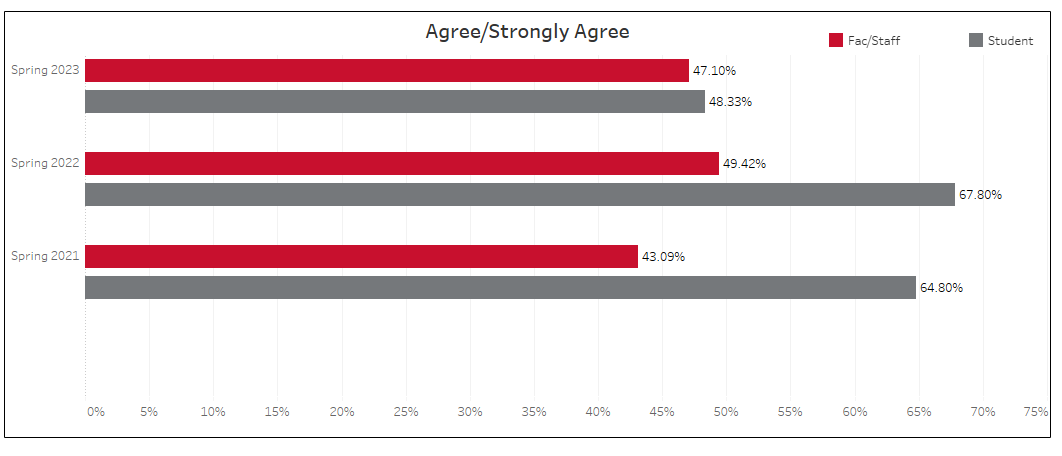 Agree/Strongly Agree
Fac/Staff Student
Spring 2023 47.10%
48.33%
Spring 2022 49.42%
67.80%
Spring 2021 43.09%
64.80%
0% 5% 10% 15% 20% 25% 30% 35% 40% 45% 50% 55% 60% 65% 70% 75%